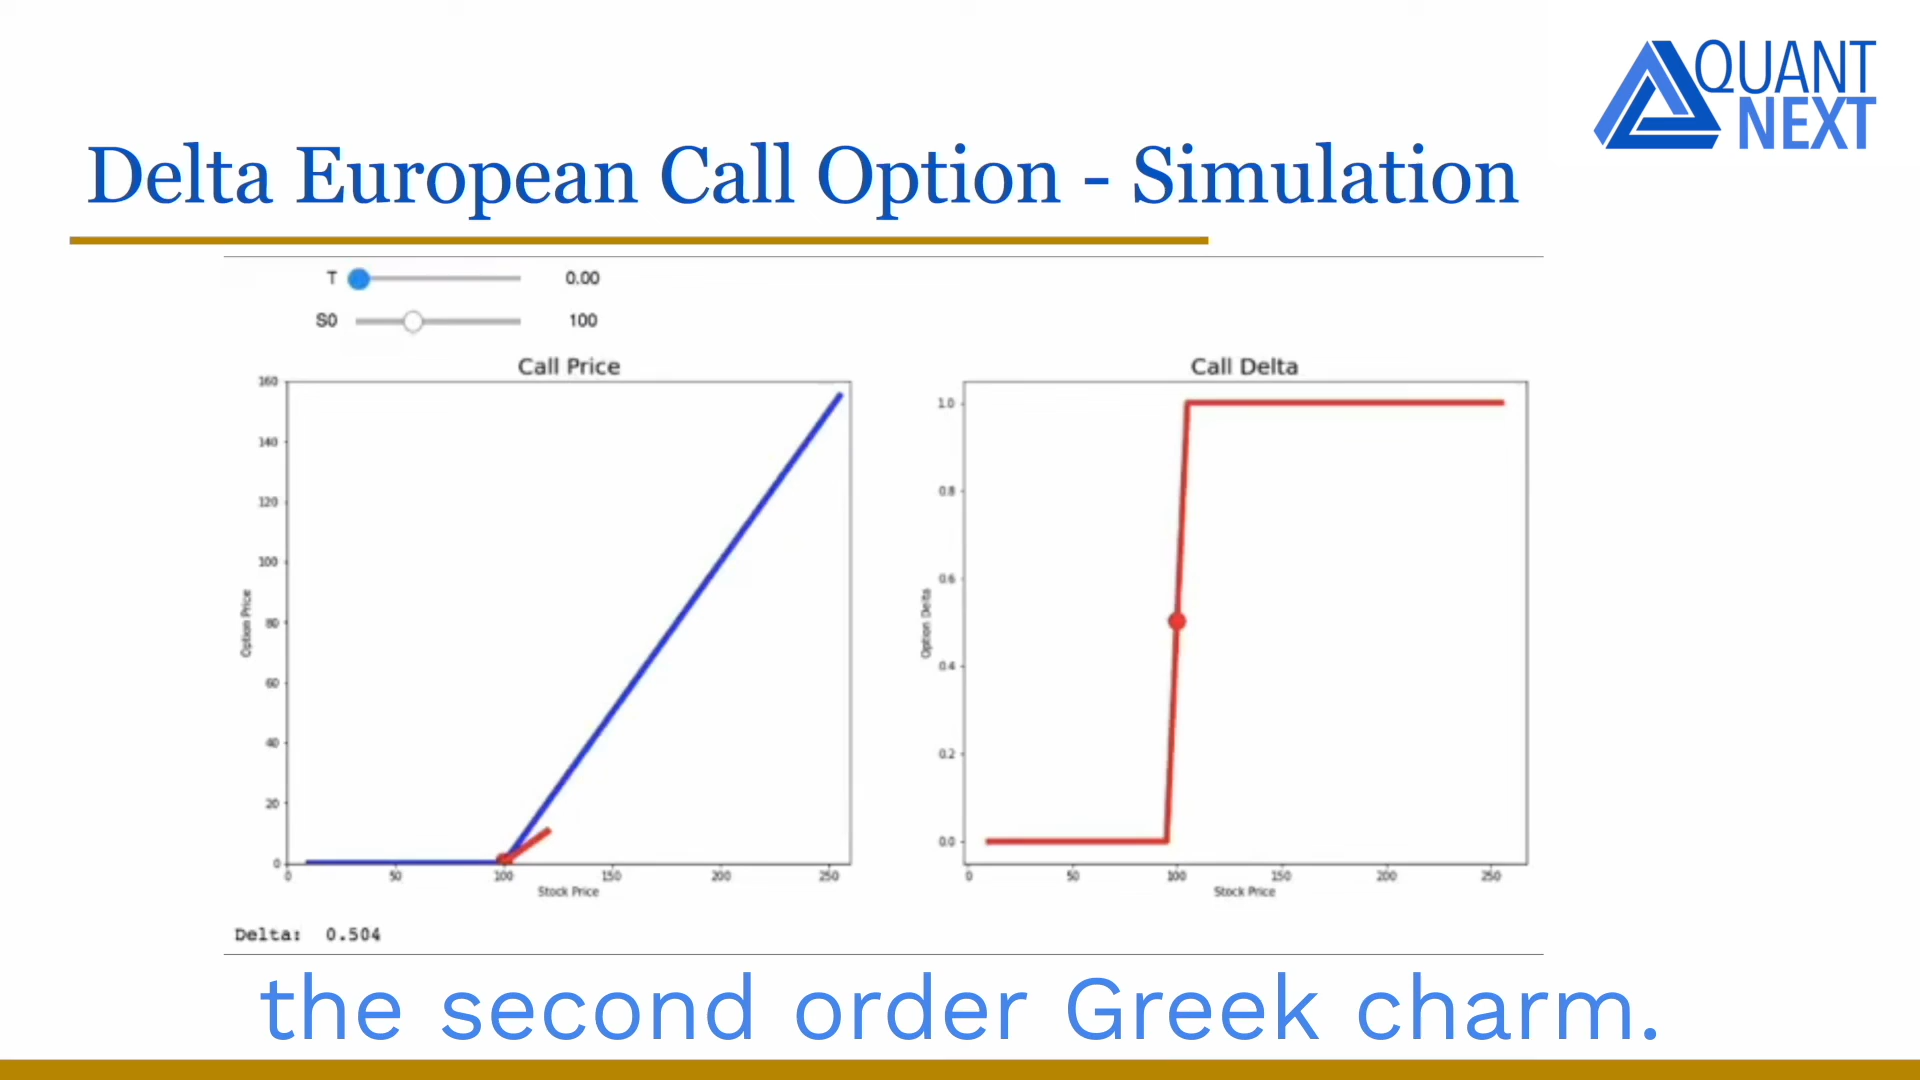 QUANT
NEXT
Delta European Call Option - Simulation
T 0.00
S0 100
Call Price
160
140
120
100
80
60
40
20
0
Option Price
0 50 100 150 200 250
Stock Price
Call Delta
1.0
0.8
0.6
0.4
0.2
0.0
Option Delta
0 50 100 150 200 250
Stock Price
Delta: 0.504
the second order Greek charm.